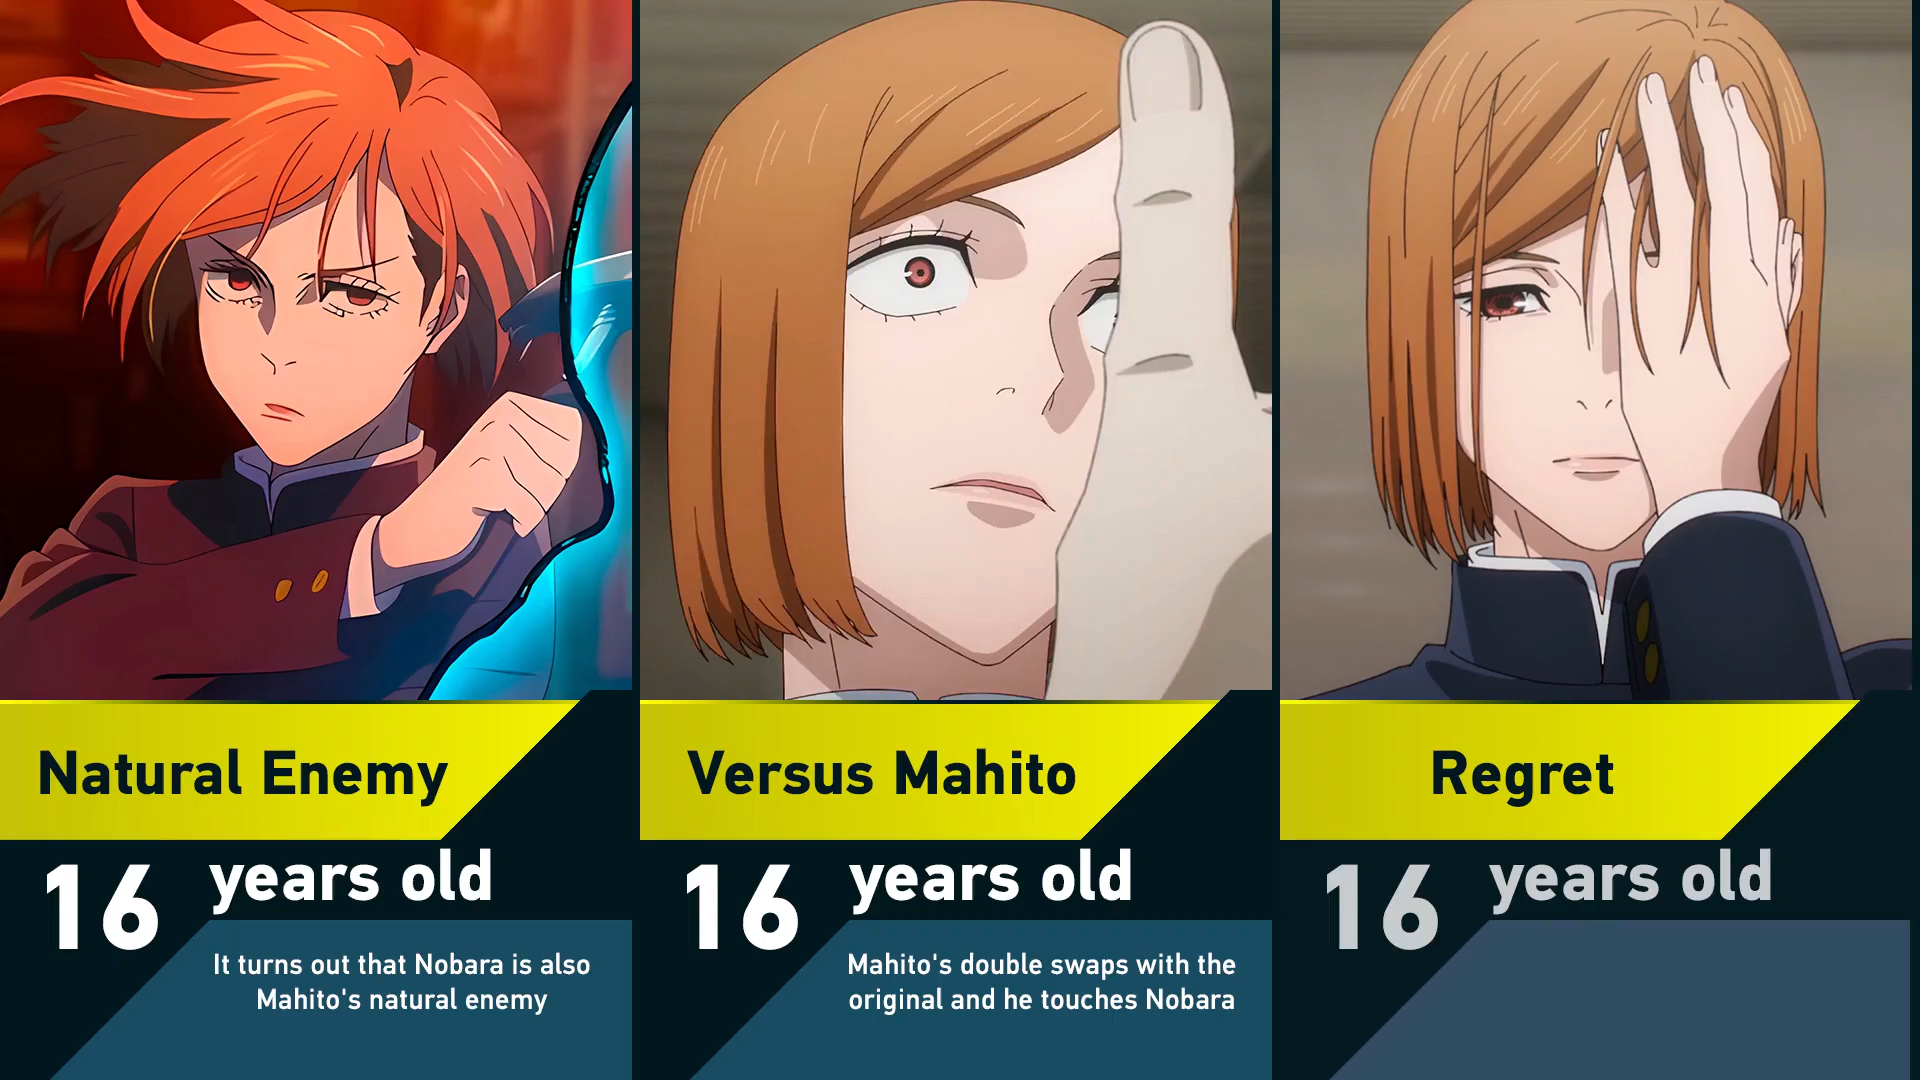 Natural Enemy
16 years old
It turns out that Nobara is also
Mahito's natural enemy
Versus Mahito
16 years old
Mahito's double swaps with the
original and he touches Nobara
Regret
16 years old